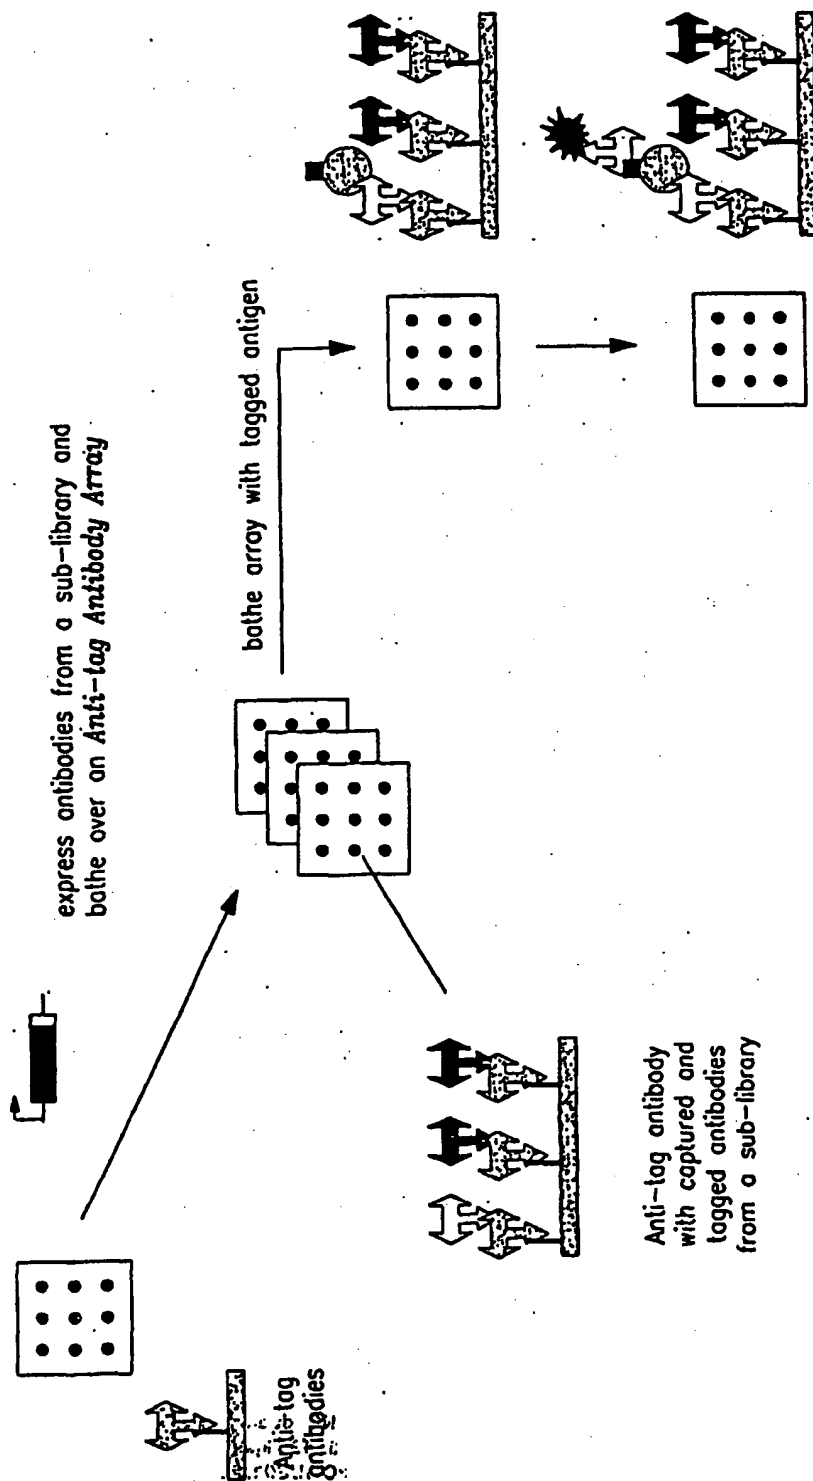 express antibodies from a sub-library and
bathe over an Anti-tag Antibody Array
bathe array with tagged antigen
Anti-tag
antibodies
Anti-tag antibody
with captured and
tagged antibodies
from a sub-library